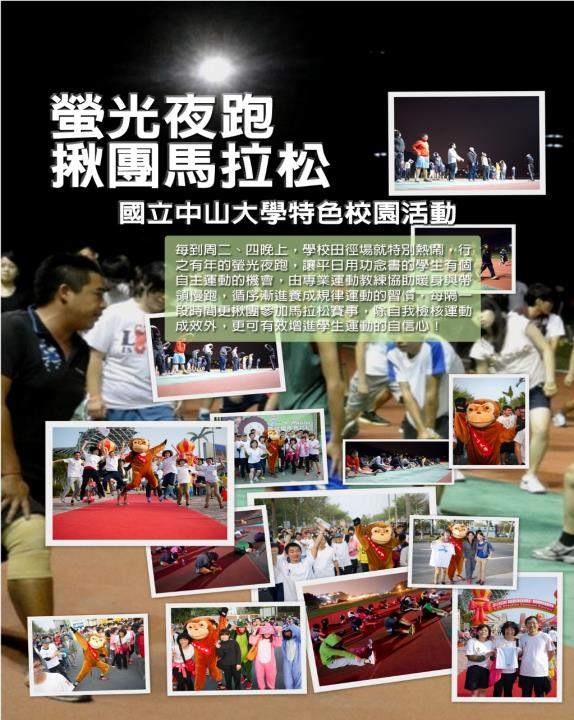 螢光夜跑
揪團馬拉松
國立中山大學特色校園活動
每到周二、四晚上，學校田徑場就特別熱鬧，行
之有年的螢光夜跑，讓平日用功念書的學生有個
自主運動的機會，由專業運動教練協助暖身與帶
領慢跑，循序漸進養成規律運動的習慣，每隔一
段時間更揪團參加馬拉松賽事，除自我檢核運動
成效外，更可有效增進學生運動的自信心！